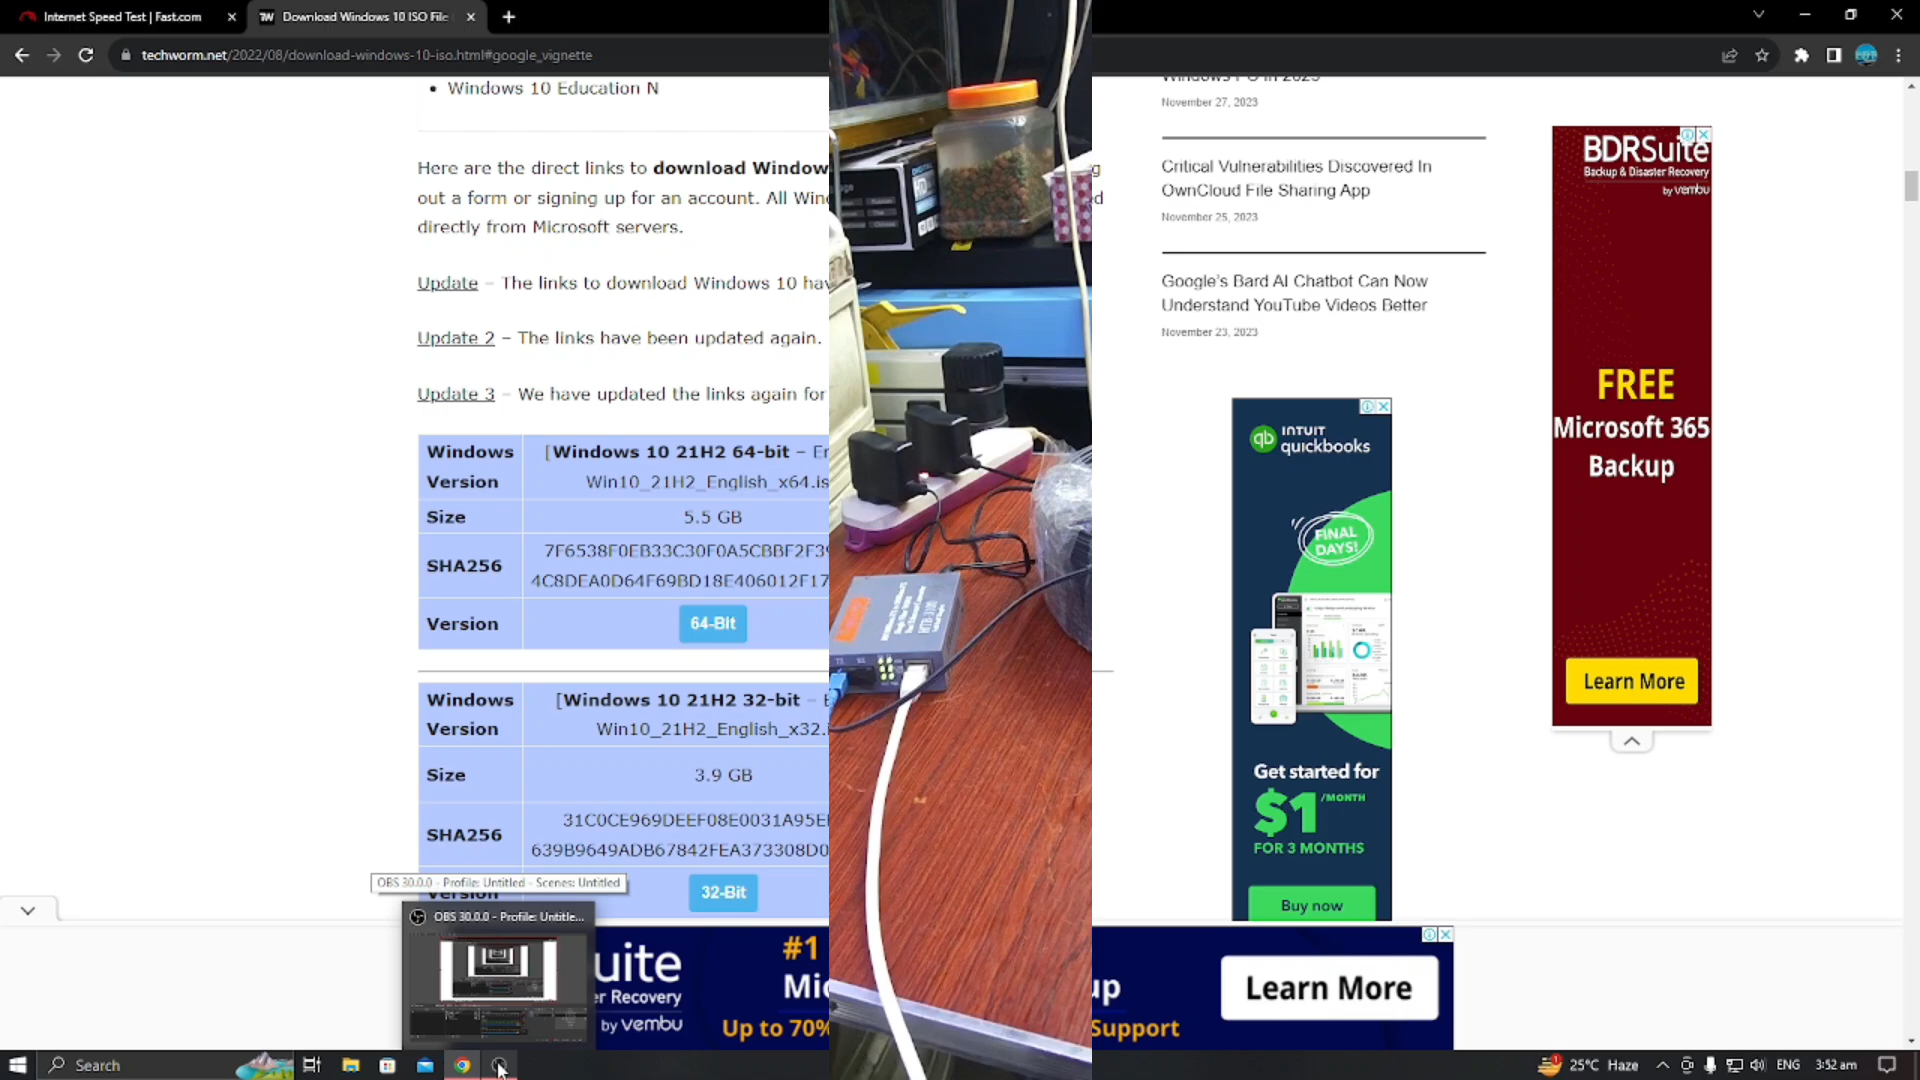 Internet Speed Test | Fast.com
Download Windows 10 ISO File
techworm.net/2022/08/download-windows-10-iso.html#google_vignette
Windows 10 Education N
Here are the direct links to download Window
out a form or signing up for an account. All Win
directly from Microsoft servers.
Update – The links to download Windows 10 hav
Update 2 – The links have been updated again.
Update 3 – We have updated the links again for
Windows Version
[Windows 10 21H2 64-bit – En
Win10_21H2_English_x64.is
Size
5.5 GB
SHA256
7F6538F0EB33C30F0A5CBBF2F39
4C8DEA0D64F69BD18E406012F17
Version
64-Bit
Windows Version
[Windows 10 21H2 32-bit – E
Win10_21H2_English_x32.i
Size
3.9 GB
SHA256
31C0CE969DEEF08E0031A95E
639B9649ADB67842FEA373308D0
Version
32-Bit
OBS 30.0.0 - Profile: Untitled - Scenes: Untitled
OBS 30.0.0 - Profile: Untitle...
HTB-3100
November 27, 2023
Critical Vulnerabilities Discovered In
OwnCloud File Sharing App
November 25, 2023
Google's Bard AI Chatbot Can Now
Understand YouTube Videos Better
November 23, 2023
INTUIT
quickbooks
FINAL
DAYS!
Get started for
$1 /MONTH
FOR 3 MONTHS
Buy now
BDRSuite
Backup & Disaster Recovery
by vembu
FREE
Microsoft 365
Backup
Learn More
uite
er Recovery
by vembu
#1
Mic
Up to 70%
up
Support
Learn More
Search
25°C Haze
ENG
3:52 am